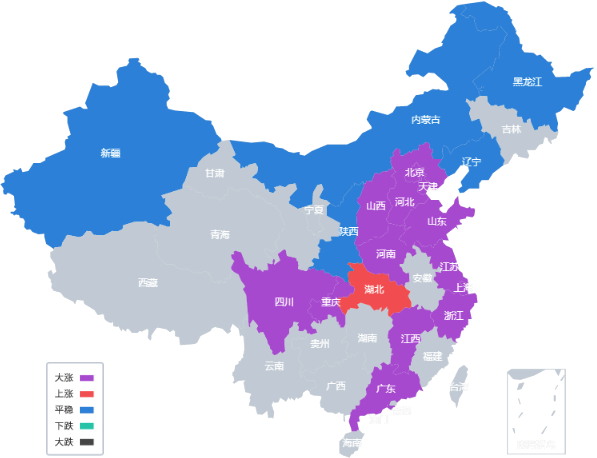 黑龙江
内蒙古
吉林
新疆
辽宁
甘肃
北京
天建
宁夏
山西
河北
山东
青海
陕西
河南
江苏
安徽
西藏
上海
湖北
四川
重庆
浙江
湖南
江西
贵州
福建
云南
广西
广东
台湾
海南
大涨
上涨
平稳
下跌
大跌